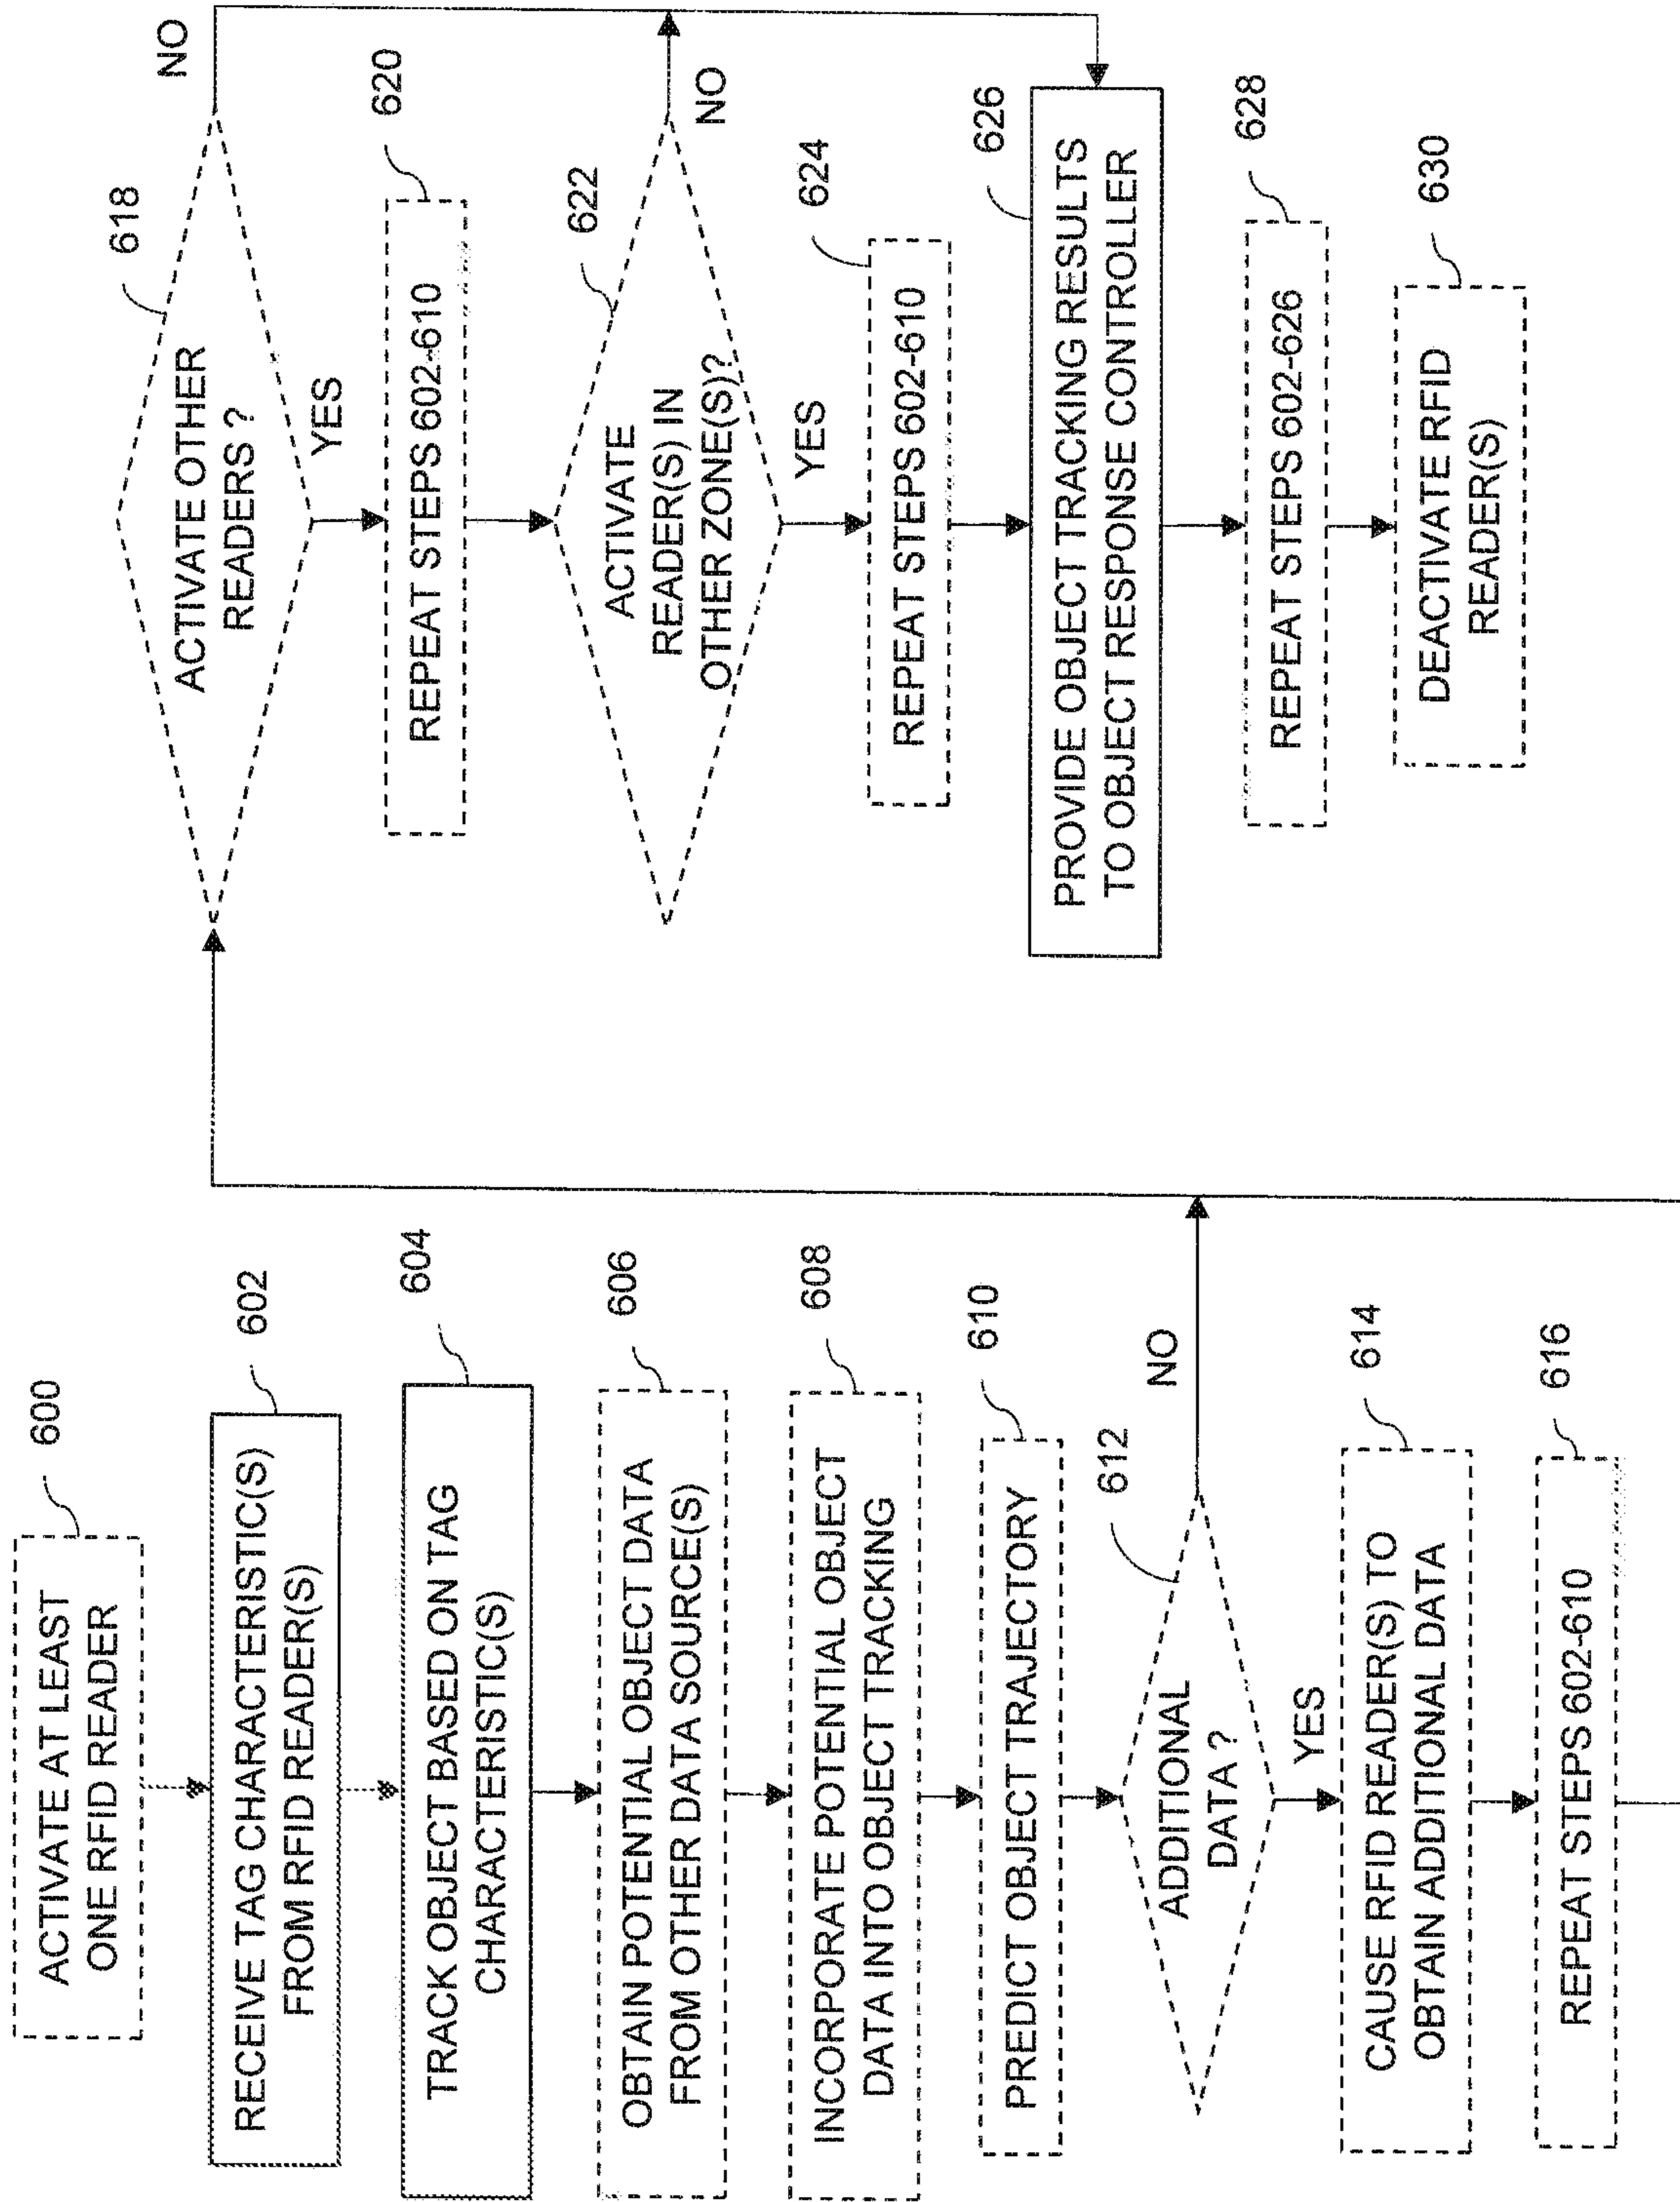 600
ACTIVATE AT LEAST
ONE RFID READER
602
RECEIVE TAG CHARACTERISTIC(S)
FROM RFID READER(S)
604
TRACK OBJECT BASED ON TAG
CHARACTERISTIC(S)
606
OBTAIN POTENTIAL OBJECT DATA
FROM OTHER DATA SOURCE(S)
608
INCORPORATE POTENTIAL OBJECT
DATA INTO OBJECT TRACKING
610
PREDICT OBJECT TRAJECTORY
612
ADDITIONAL
DATA ?
NO
YES
614
CAUSE RFID READER(S) TO
OBTAIN ADDITIONAL DATA
616
REPEAT STEPS 602-610
618
ACTIVATE OTHER
READERS ?
NO
YES
620
REPEAT STEPS 602-610
622
ACTIVATE
READER(S) IN
OTHER ZONE(S)?
NO
YES
624
REPEAT STEPS 602-610
626
PROVIDE OBJECT TRACKING RESULTS
TO OBJECT RESPONSE CONTROLLER
628
REPEAT STEPS 602-626
630
DEACTIVATE RFID
READER(S)